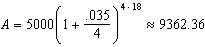 A = 5000(1 + .035/4)^4·18 ≈ 9362.36